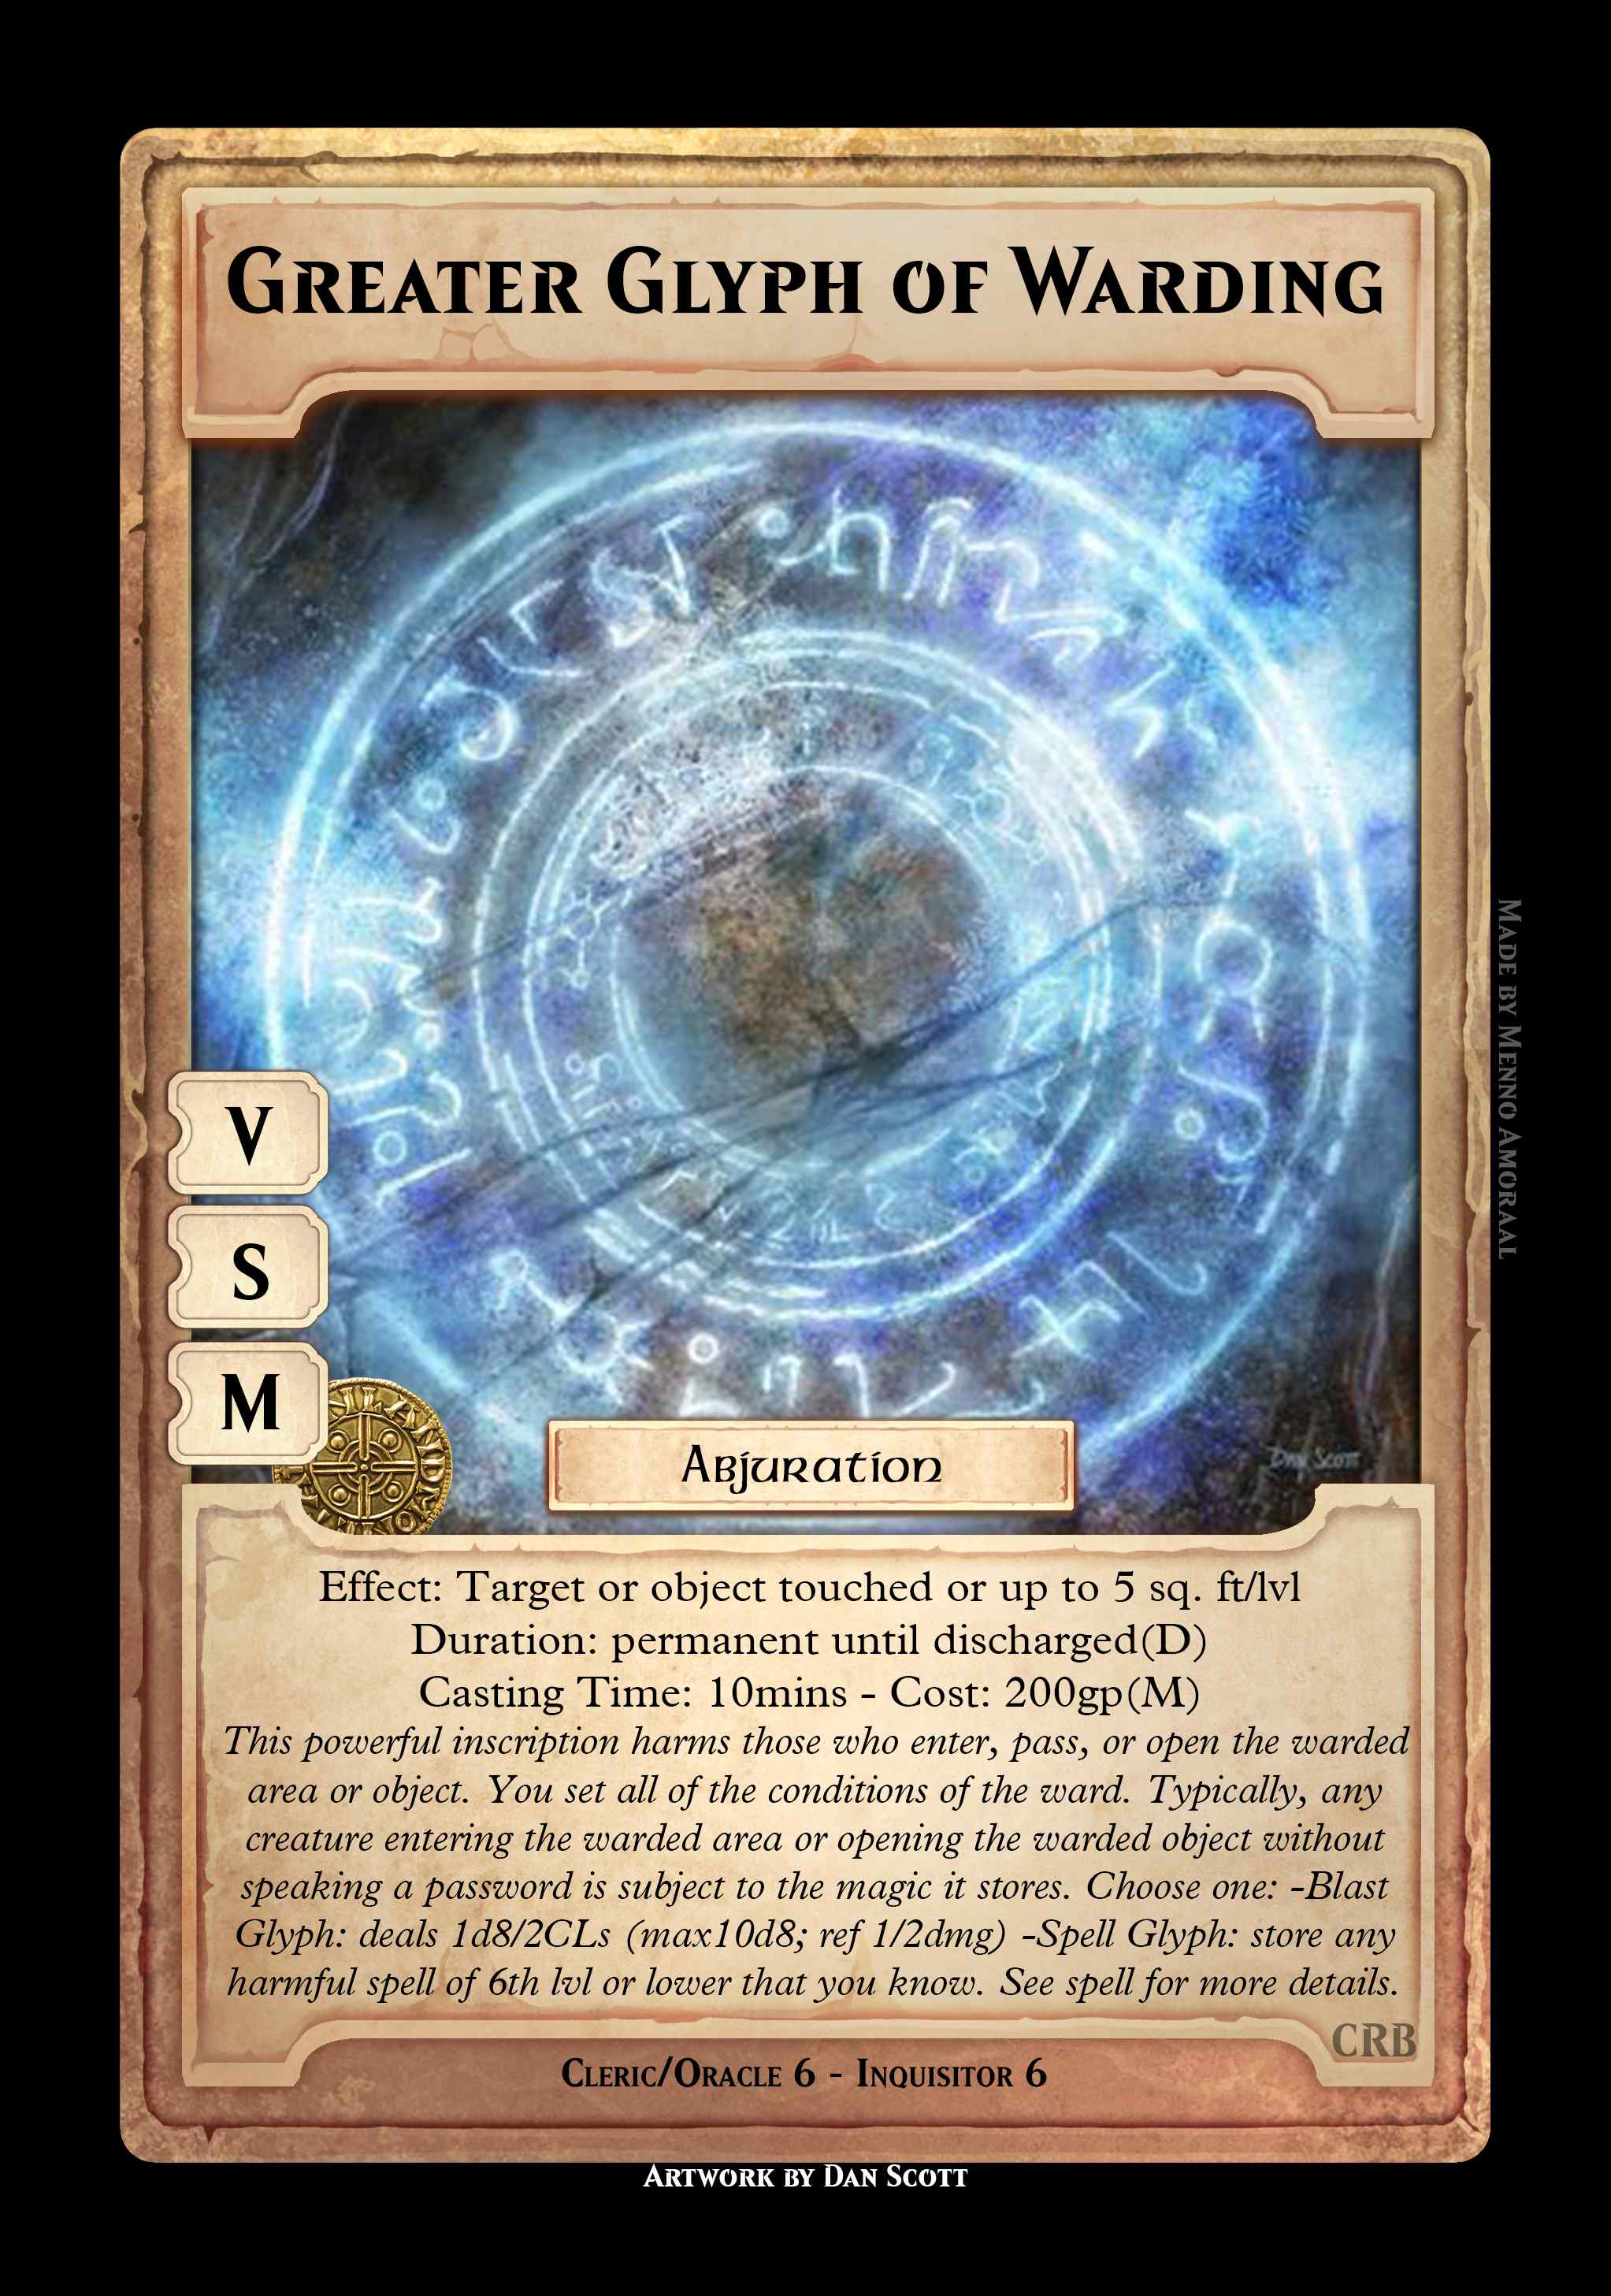 Greater Glyph of Warding
V
S
M
Dan Scott
Abjuration
Effect: Target or object touched or up to 5 sq. ft/lvl
Duration: permanent until discharged(D)
Casting Time: 10mins - Cost: 200gp(M)
This powerful inscription harms those who enter, pass, or open the warded
area or object. You set all of the conditions of the ward. Typically, any
creature entering the warded area or opening the warded object without
speaking a password is subject to the magic it stores. Choose one: -Blast
Glyph: deals 1d8/2CLs (max10d8; ref 1/2dmg) -Spell Glyph: store any
harmful spell of 6th lvl or lower that you know. See spell for more details.
CRB
Cleric/Oracle 6 - Inquisitor 6
Artwork by Dan Scott
Made by Menno Amoraal